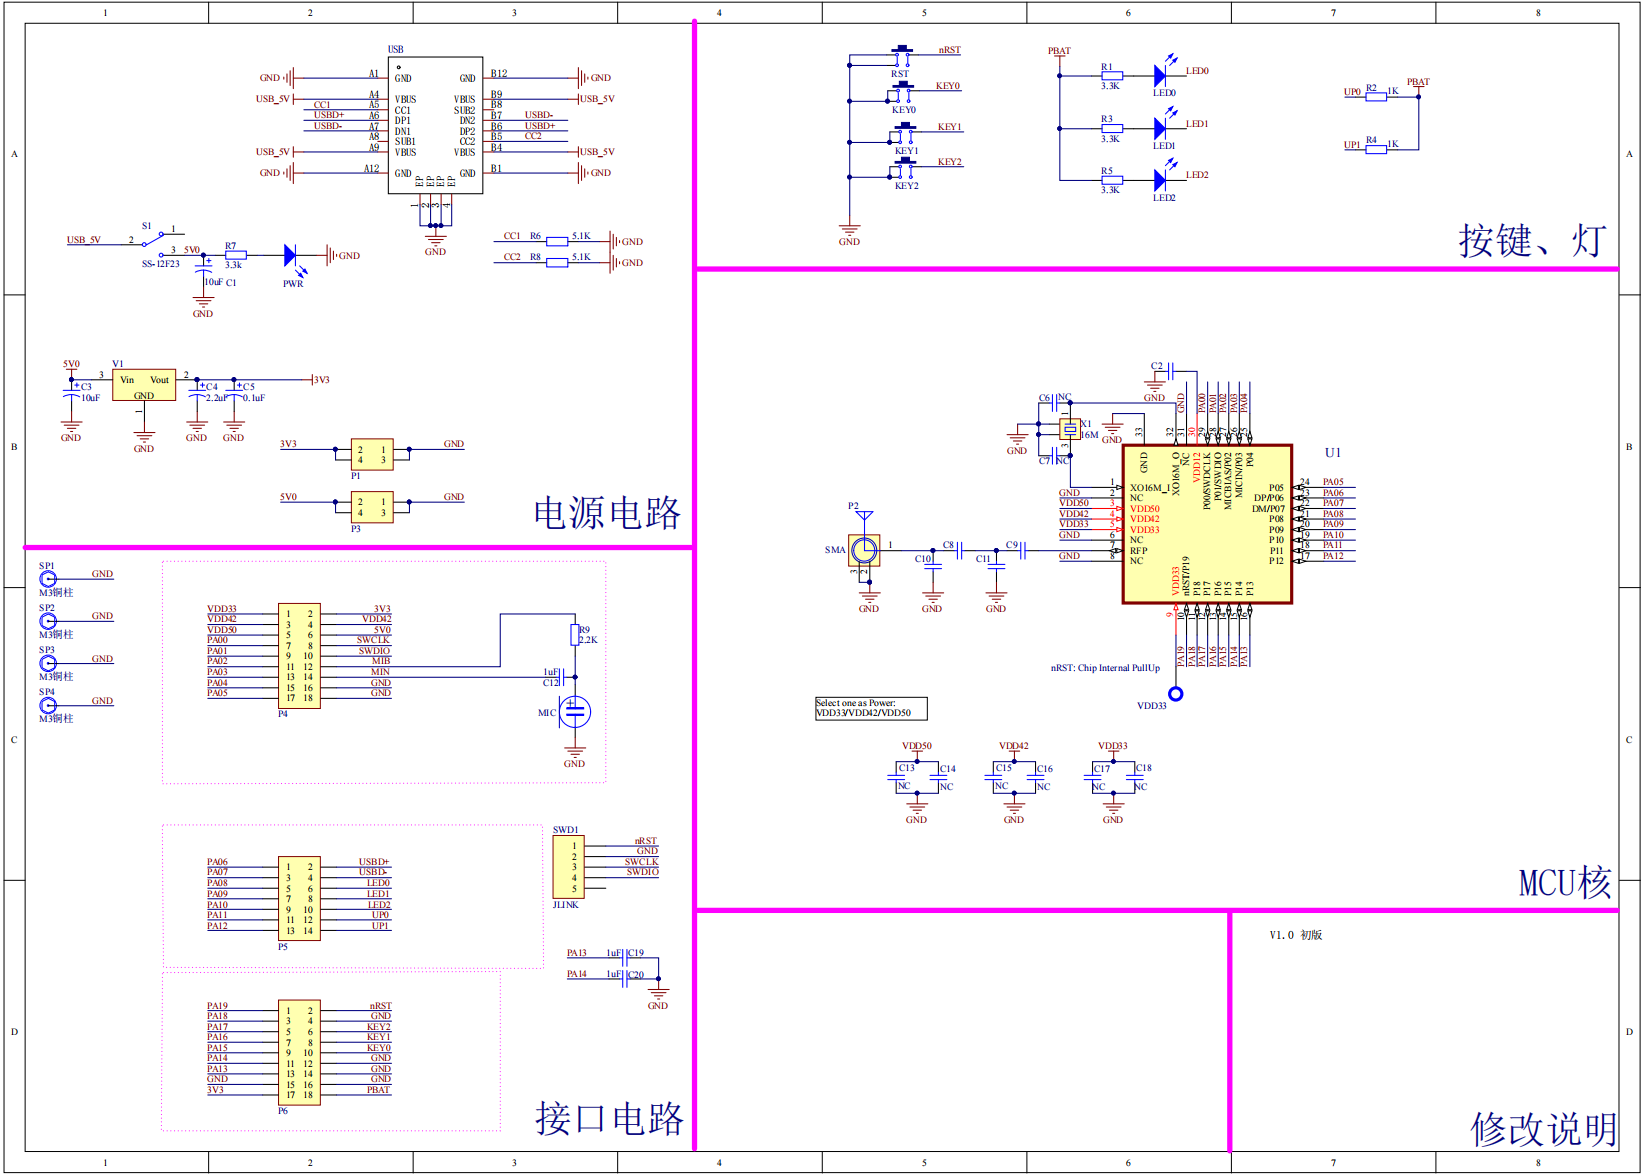 1 2 3 4 5 6 7 8
A
B
C
D
USB
GND A1 GND GND B12 GND
USB_5V A4 VBUS VBUS B9 USB_5V
CC1 A5 CC1 SUB2 B8
USBD+ A6 DP1 DN2 B7 USBD-
USBD- A7 DN1 DP2 B6 USBD+
A8 SUB1 CC2 B5 CC2
USB_5V A9 VBUS VBUS B4 USB_5V
GND A12 GND GND B1 GND
EP EP EP EP
1 2 3 4
GND
S1
USB_5V 2 1
3 5V0 R7 GND
SS-12F23 3.3k
10uF C1 PWR
GND
CC1 R6 5.1K GND
CC2 R8 5.1K GND
5V0 V1
3 Vin Vout 2 3V3
C3 10uF GND C4 2.2uF C5 0.1uF
1
GND GND GND GND
3V3 2 1 GND
4 3
P1
5V0 2 1 GND
4 3
P3
电源电路
nRST
RST
KEY0
KEY0
KEY1
KEY1
KEY2
KEY2
GND
PBAT
R1 LED0
3.3K LED0
R3 LED1
3.3K LED1
R5 LED2
3.3K LED2
PBAT
UP0 R2 1K
UP1 R4 1K
按键、灯
C2
GND
C6 NC
X1
16M
C7 NC
GND
GND
33 32 31 30 29 28 27 26 25
GND PA00 PA01 PA02 PA03 PA04
U1
GND XO16M_O NC VDD12 P00/SWDCLK P01/SWDIO MICBIAS/P02 MICIN/P03 P04
1 XO16M_I P05 24 PA05
GND 2 NC DP/P06 23 PA06
VDD50 3 VDD50 DM/P07 22 PA07
VDD42 4 VDD42 P08 21 PA08
VDD33 5 VDD33 P09 20 PA09
GND 6 NC P10 19 PA10
7 RFP P11 18 PA11
GND 8 NC P12 17 PA12
VDD33 nRST/P19 P18 P17 P16 P15 P14 P13
9 10 11 12 13 14 15 16
PA19 PA18 PA17 PA16 PA15 PA14 PA13
nRST: Chip Internal PullUp
VDD33
P2
SMA 1 C8 C9
3 2 C10 C11
GND GND GND
Select one as Power:
VDD33/VDD42/VDD50
VDD50 VDD42 VDD33
C13 C14 C15 C16 C17 C18
NC NC NC NC NC NC
GND GND GND
MCU核
SP1 GND
M3铜柱
SP2 GND
M3铜柱
SP3 GND
M3铜柱
SP4 GND
M3铜柱
VDD33 1 2 3V3
VDD42 3 4 VDD42
VDD50 5 6 5V0
PA00 7 8 SWCLK
PA01 9 10 SWDIO
PA02 11 12 MIB
PA03 13 14 MIN
PA04 15 16 GND
PA05 17 18 GND
P4
R9
2.2K
1uF
C12
MIC
GND
PA06 1 2 USBD+
PA07 3 4 USBD-
PA08 5 6 LED0
PA09 7 8 LED1
PA10 9 10 LED2
PA11 11 12 UP0
PA12 13 14 UP1
P5
SWD1
1 nRST
2 GND
3 SWCLK
4 SWDIO
5
JLINK
PA13 1uF C19
PA14 1uF C20
GND
PA19 1 2 nRST
PA18 3 4 GND
PA17 5 6 KEY2
PA16 7 8 KEY1
PA15 9 10 KEY0
PA14 11 12 GND
PA13 13 14 GND
GND 15 16 GND
3V3 17 18 PBAT
P6
接口电路
V1.0 初版
修改说明
A
B
C
D
1 2 3 4 5 6 7 8